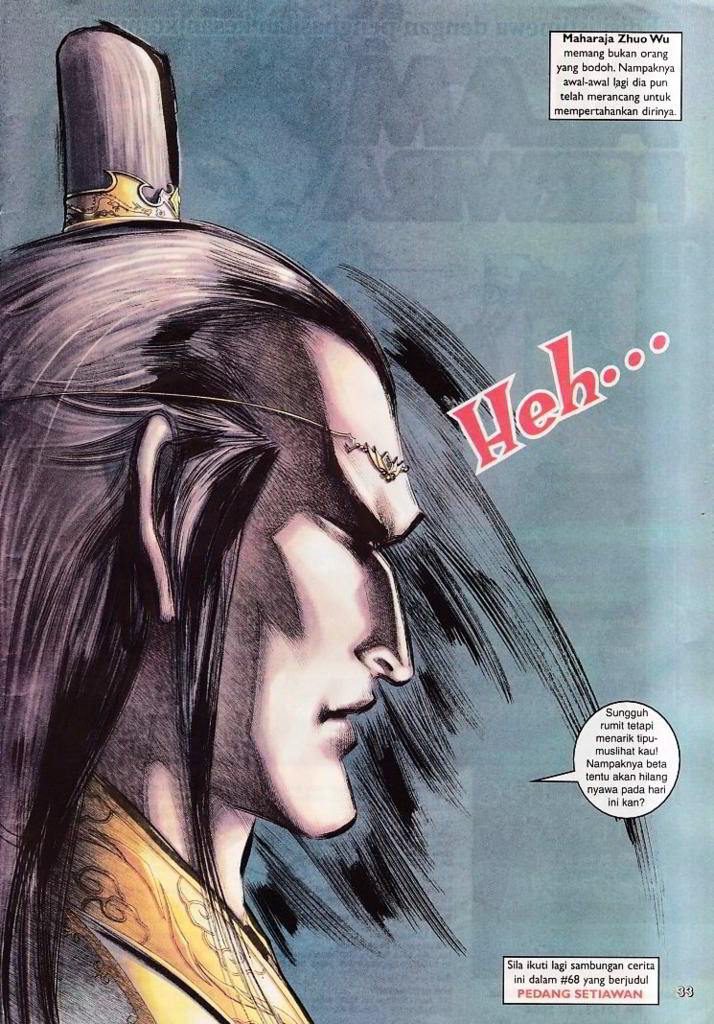 Maharaja Zhuo Wu
memang bukan orang
yang bodoh. Nampaknya
awal-awal lagi dia pun
telah merancang untuk
mempertahankan dirinya.
Heh...
Sungguh
rumit tetapi
menarik tipu-
muslihat kau!
Nampaknya beta
tentu akan hilang
nyawa pada hari
ini kan?
Sila ikuti lagi sambungan cerita
ini dalam #68 yang berjudul
PEDANG SETIAWAN
33